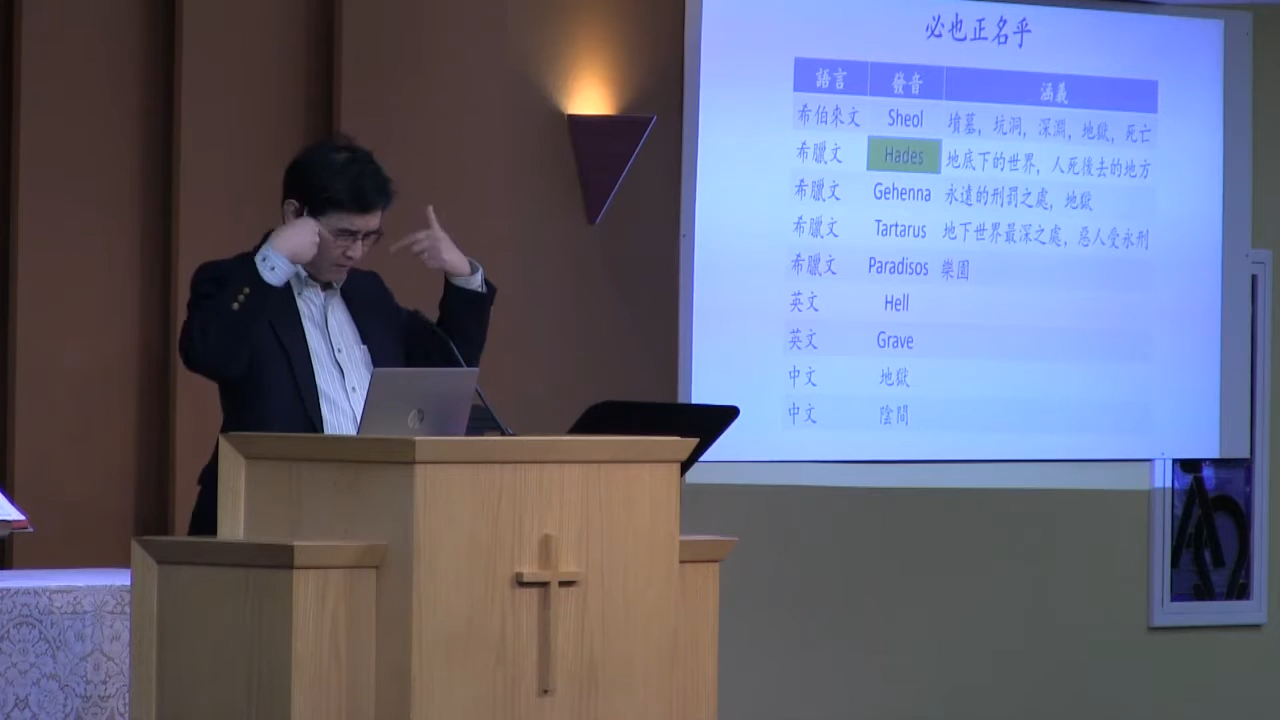 必也正名乎
語言 發音 涵義
希伯來文 Sheol 墳墓, 坑洞, 深淵, 地獄, 死亡
希臘文 Hades 地底下的世界, 人死後去的地方
希臘文 Gehenna 永遠的刑罰之處, 地獄
希臘文 Tartarus 地下世界最深之處, 惡人受永刑
希臘文 Paradisos 樂園
英文 Hell
英文 Grave
中文 地獄
中文 陰間
hp
ΑΩ